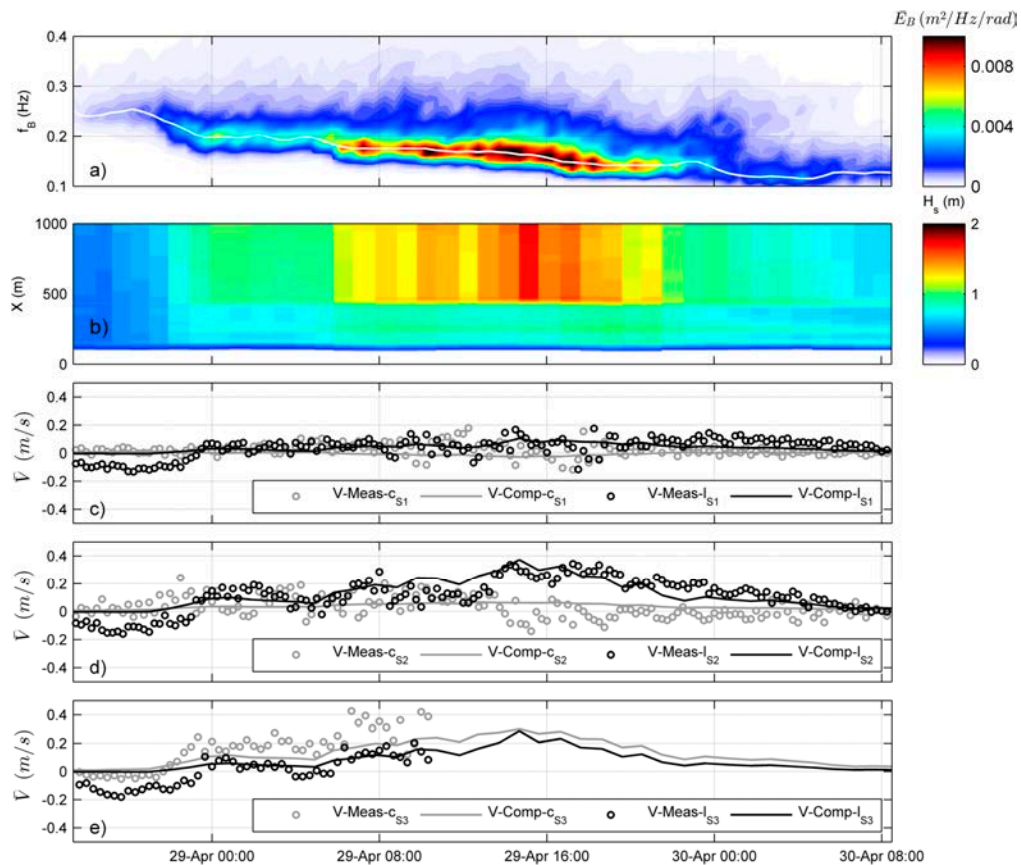 Ē_B (m²/Hz/rad)
0.4
0.3
0.2
0.1
f_B (Hz)
a)
0.008
0.004
0
H_s (m)
1000
500
0
X (m)
b)
2
1
0
0.4
0.2
0
-0.2
-0.4
V̄ (m/s)
c)
V-Meas-c_S1 V-Comp-c_S1 V-Meas-l_S1 V-Comp-l_S1
0.4
0.2
0
-0.2
-0.4
V̄ (m/s)
d)
V-Meas-c_S2 V-Comp-c_S2 V-Meas-l_S2 V-Comp-l_S2
0.4
0.2
0
-0.2
-0.4
V̄ (m/s)
e)
V-Meas-c_S3 V-Comp-c_S3 V-Meas-l_S3 V-Comp-l_S3
29-Apr 00:00 29-Apr 08:00 29-Apr 16:00 30-Apr 00:00 30-Apr 08:00